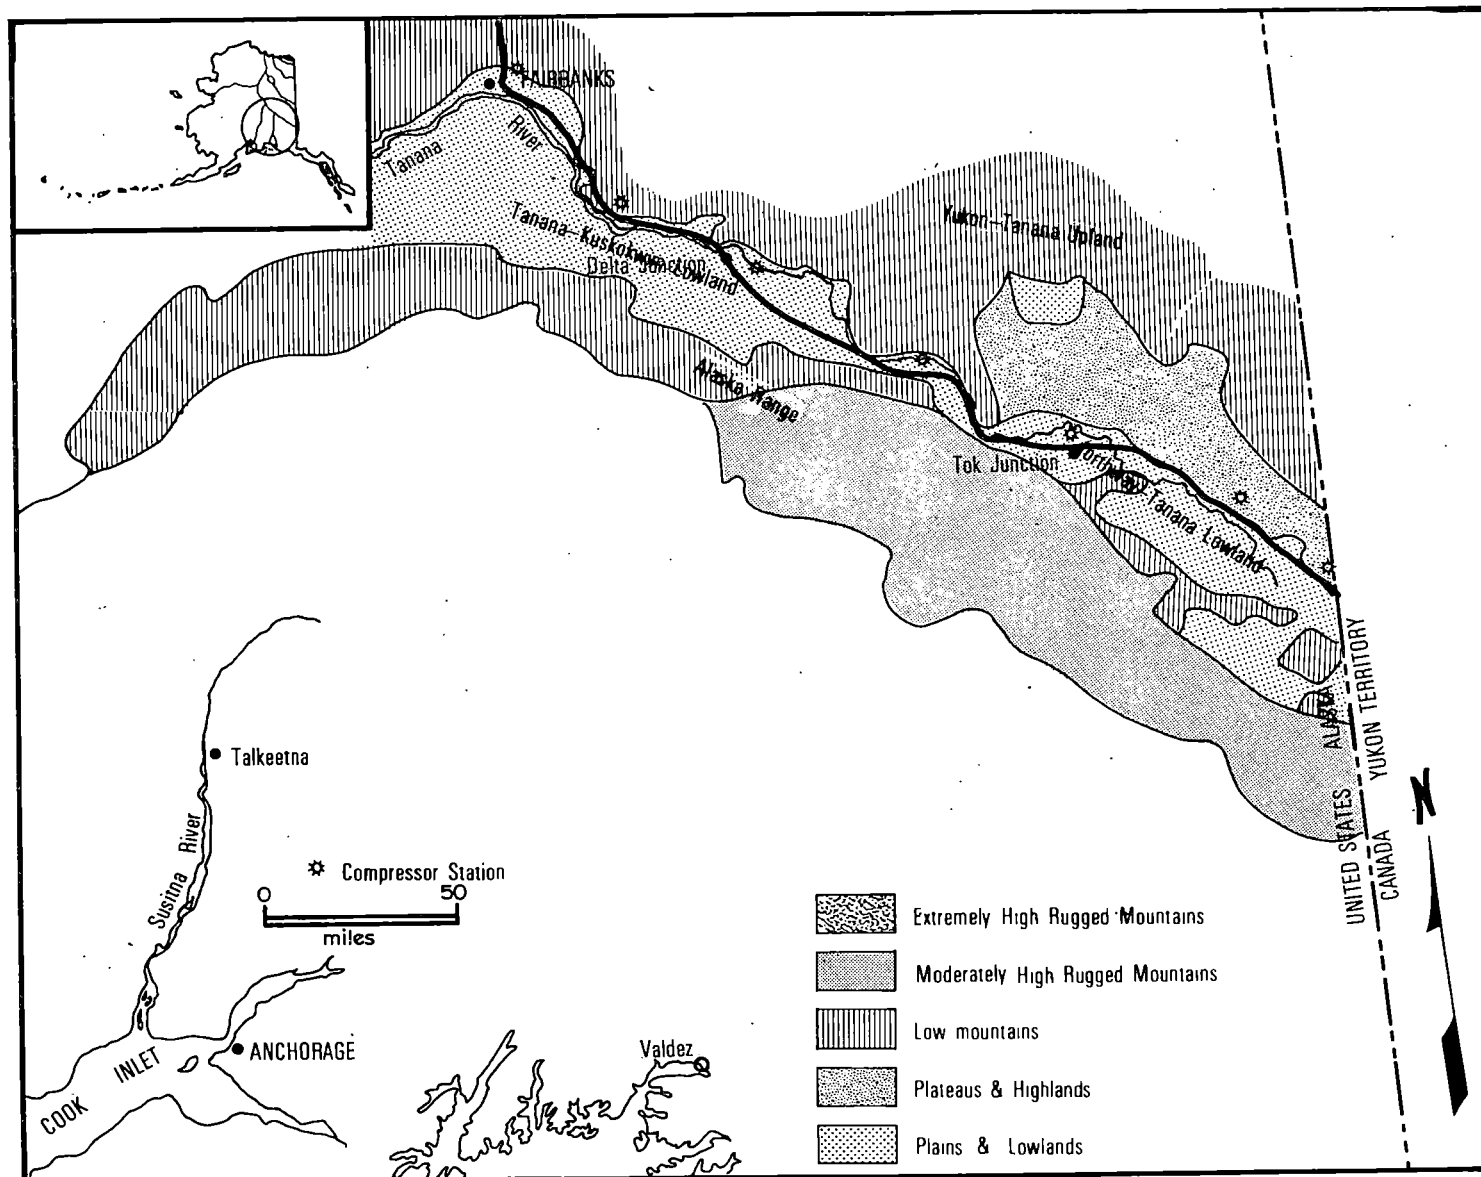 FAIRBANKS
Tanana
River
Yukon-Tanana Upland
Tanana-Kuskokwim Lowland
Delta Junction
Alaska Range
Tok Junction
Northway-Tanana Lowland
ALASKA
YUKON TERRITORY
UNITED STATES
CANADA
N
Talkeetna
Susitna River
Compressor Station
0 50
miles
ANCHORAGE
COOK INLET
Valdez
Extremely High Rugged Mountains
Moderately High Rugged Mountains
Low mountains
Plateaus & Highlands
Plains & Lowlands